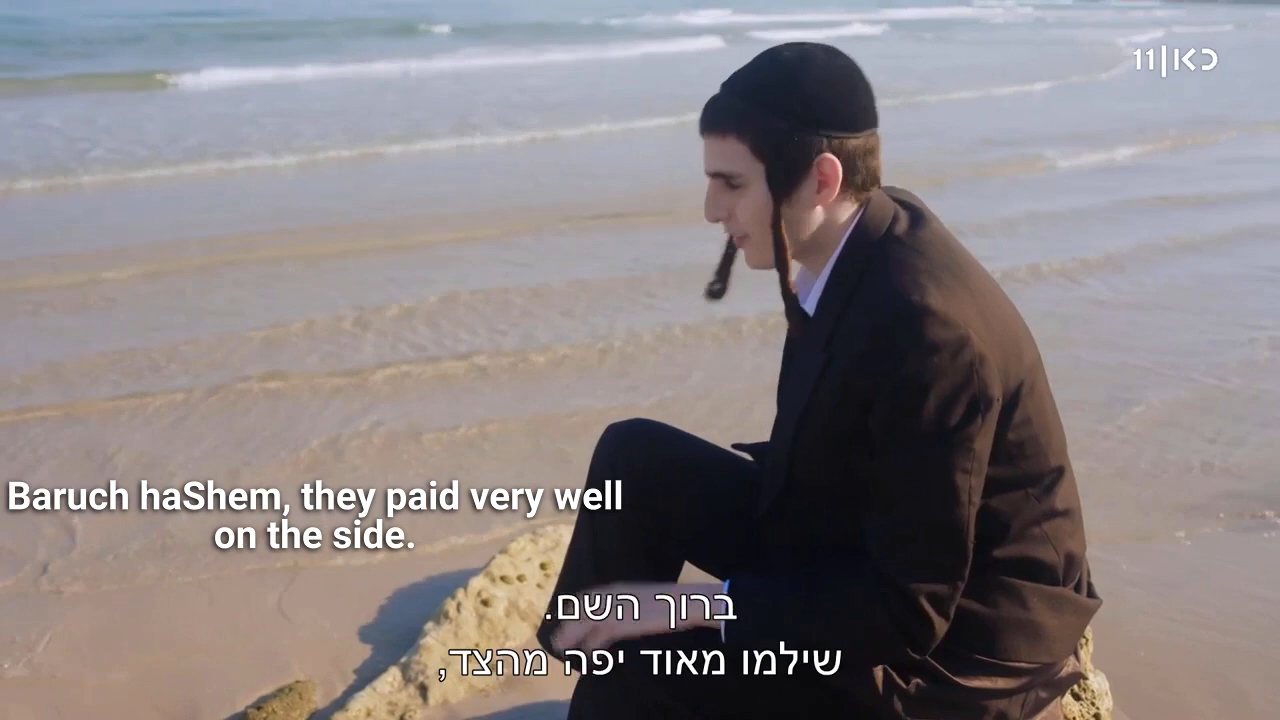 כאן|11
Baruch haShem, they paid very well
on the side.
ברוך השם.
שילמו מאוד יפה מהצד,